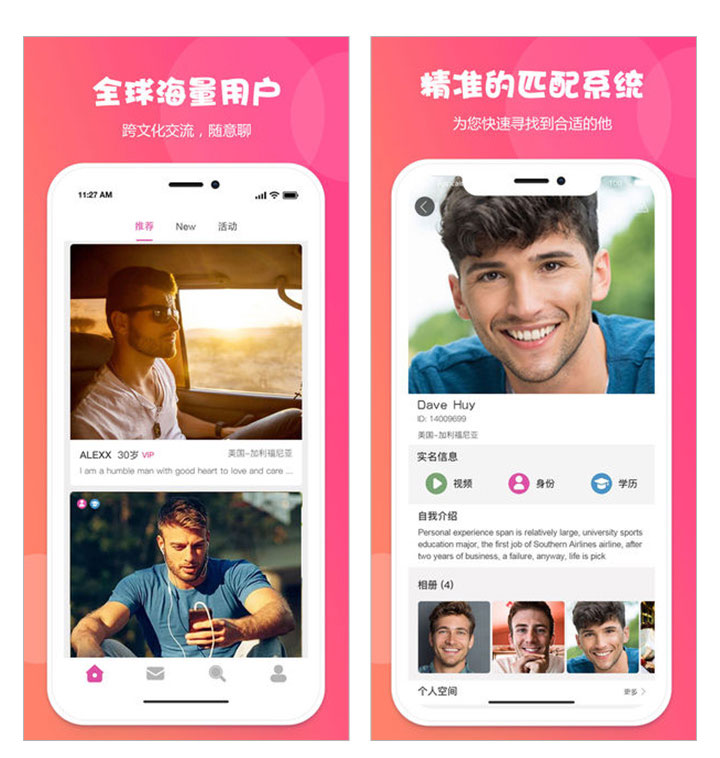 全球海量用户
跨文化交流，随意聊
11:27 AM
推荐 New 活动
ALEXX 30岁 VIP 美国-加利福尼亚
I am a humble man with good heart to love and care ...
精准的匹配系统
为您快速寻找到合适的他
Dave Huy
ID: 14009699
美国-加利福尼亚
实名信息
视频 身份 学历
自我介绍
Personal experience span is relatively large, university sports
education major, the first job of Southern Airlines airline, after
two years of business, a failure, anyway, life is pick
相册 (4)
个人空间 更多